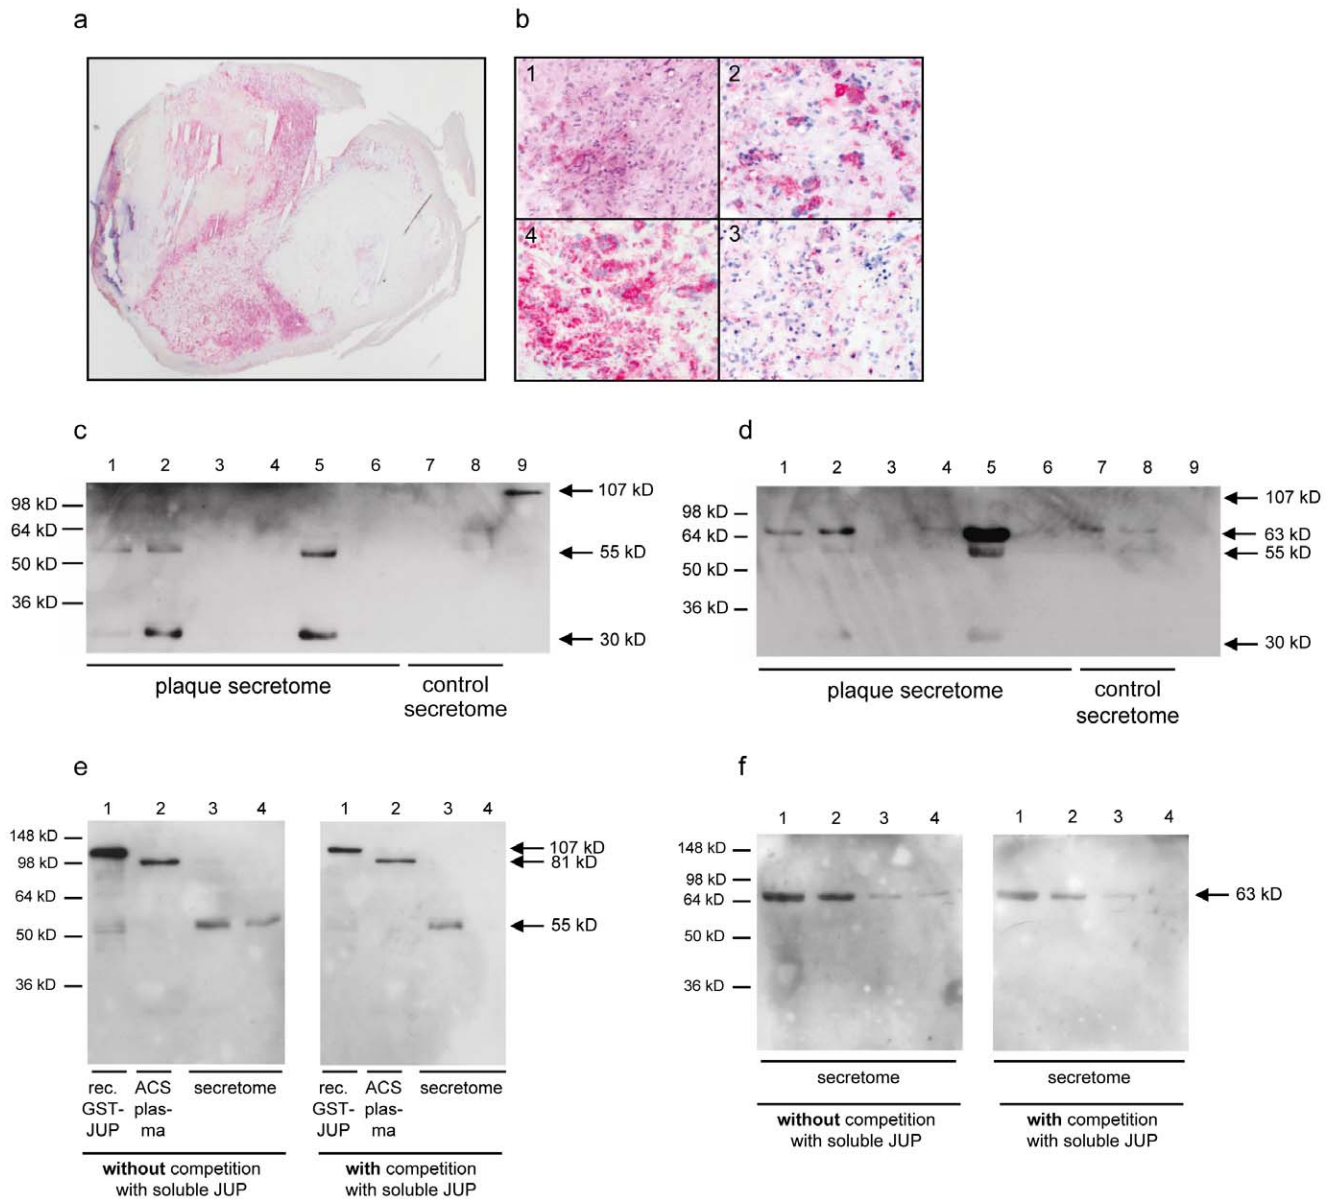 a
b
1
2
4
3
c
1 2 3 4 5 6 7 8 9
98 kD
64 kD
50 kD
36 kD
107 kD
55 kD
30 kD
plaque secretome
control
secretome
d
1 2 3 4 5 6 7 8 9
98 kD
64 kD
50 kD
36 kD
107 kD
63 kD
55 kD
30 kD
plaque secretome
control
secretome
e
1 2 3 4
1 2 3 4
148 kD
98 kD
64 kD
50 kD
36 kD
107 kD
81 kD
55 kD
rec.
GST-
JUP
ACS
plas-
ma
secretome
rec.
GST-
JUP
ACS
plas-
ma
secretome
without competition
with soluble JUP
with competition
with soluble JUP
f
1 2 3 4
1 2 3 4
148 kD
98 kD
64 kD
50 kD
36 kD
63 kD
secretome
secretome
without competition
with soluble JUP
with competition
with soluble JUP